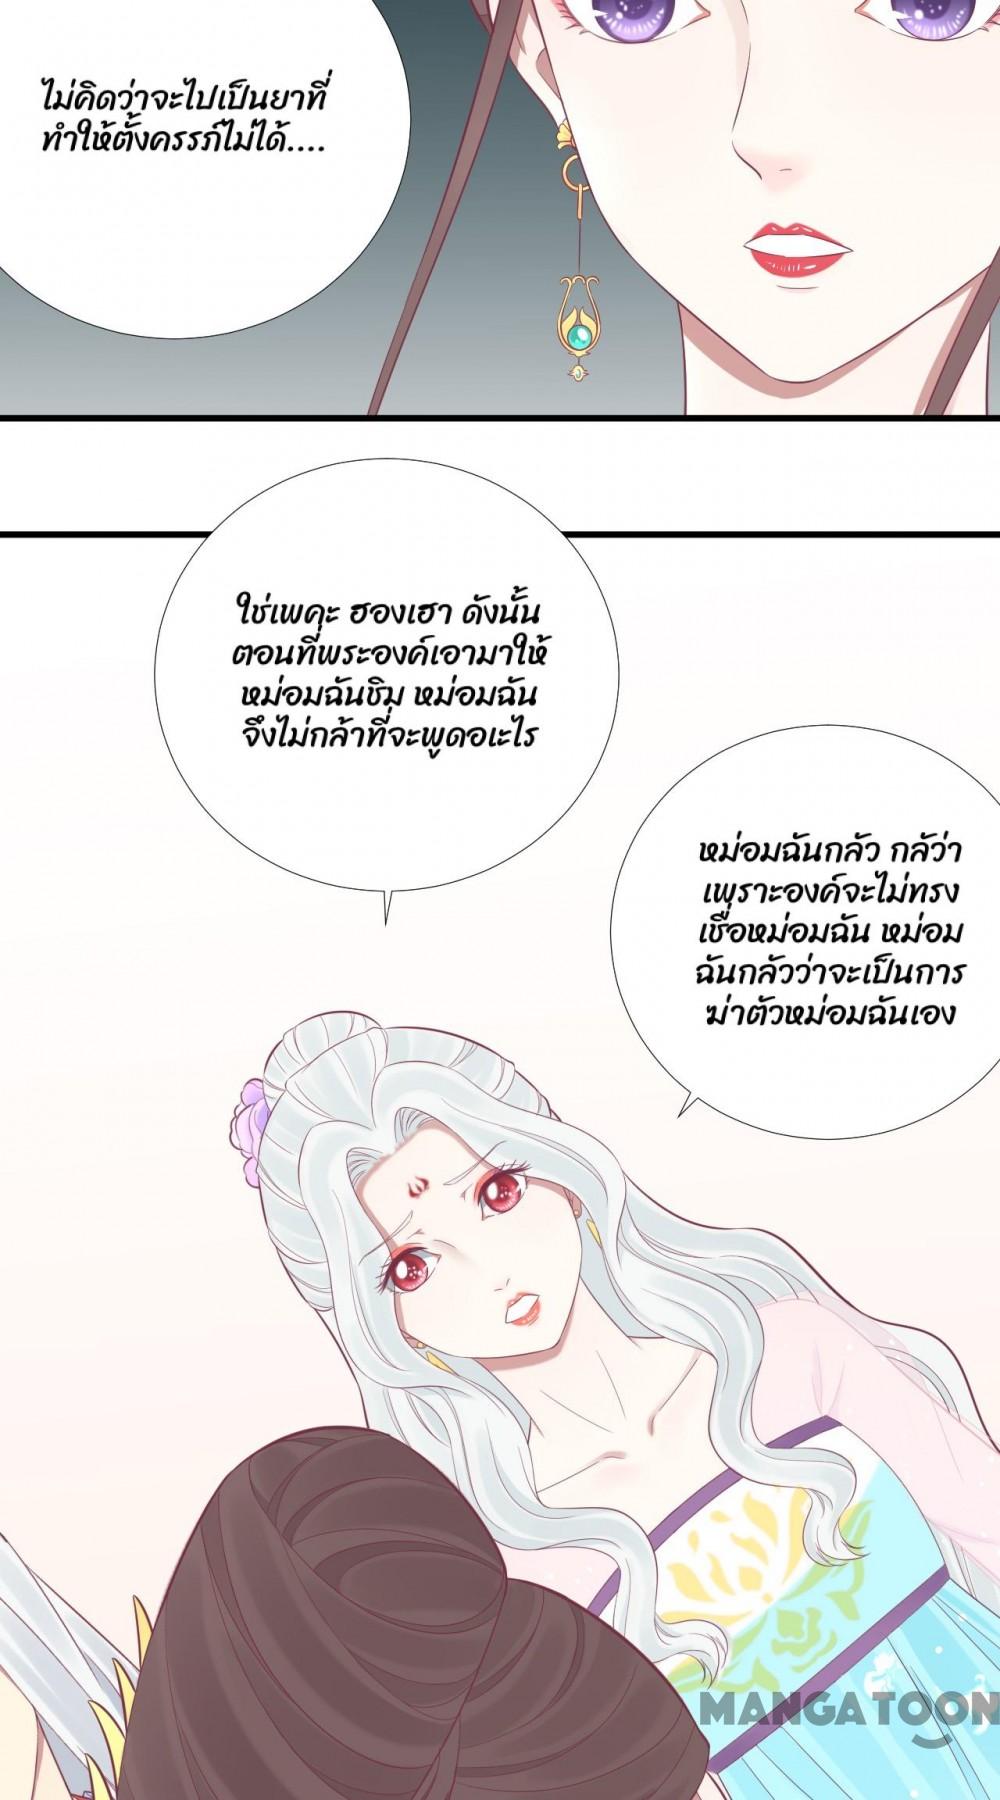 ไม่คิดว่าจะไปเป็นยาที่
ทำให้ตั้งครรภ์ไม่ได้....
ใช่เพคะ ฮองเฮา ดังนั้น
ตอนที่พระองค์เอามาให้
หม่อมฉันชิม หม่อมฉัน
จึงไม่กล้าที่จะพูดอะไร
หม่อมฉันกลัว กลัว่า
เพราะองค์จะไม่ทรง
เชื่อหม่อมฉัน หม่อม
ฉันกลัวว่าจะเป็นการ
ฆ่าตัวหม่อมฉันเอง
MANGATOON